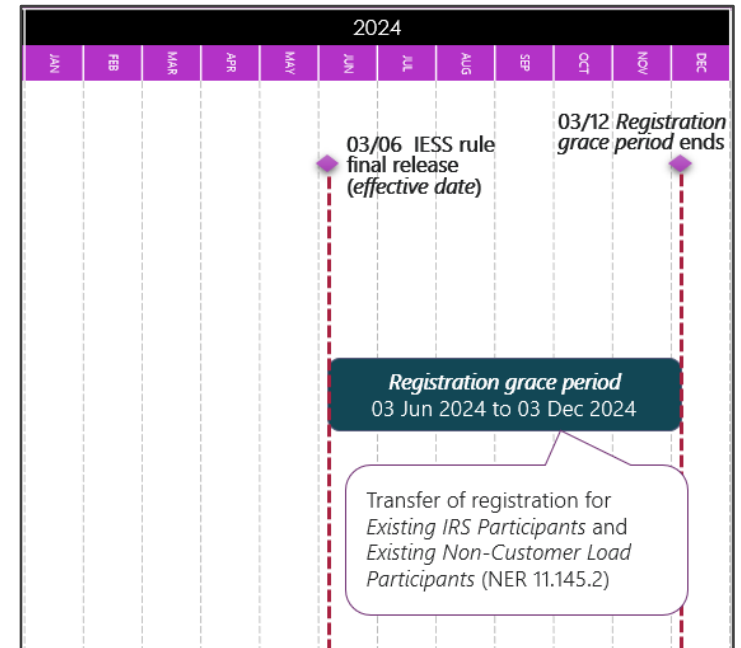 2024
JAN
FEB
MAR
APR
MAY
JUN
JUL
AUG
SEP
OCT
NOV
DEC
03/06 IESS rule
final release
(effective date)
03/12 Registration
grace period ends
Registration grace period
03 Jun 2024 to 03 Dec 2024
Transfer of registration for
Existing IRS Participants and
Existing Non-Customer Load
Participants (NER 11.145.2)